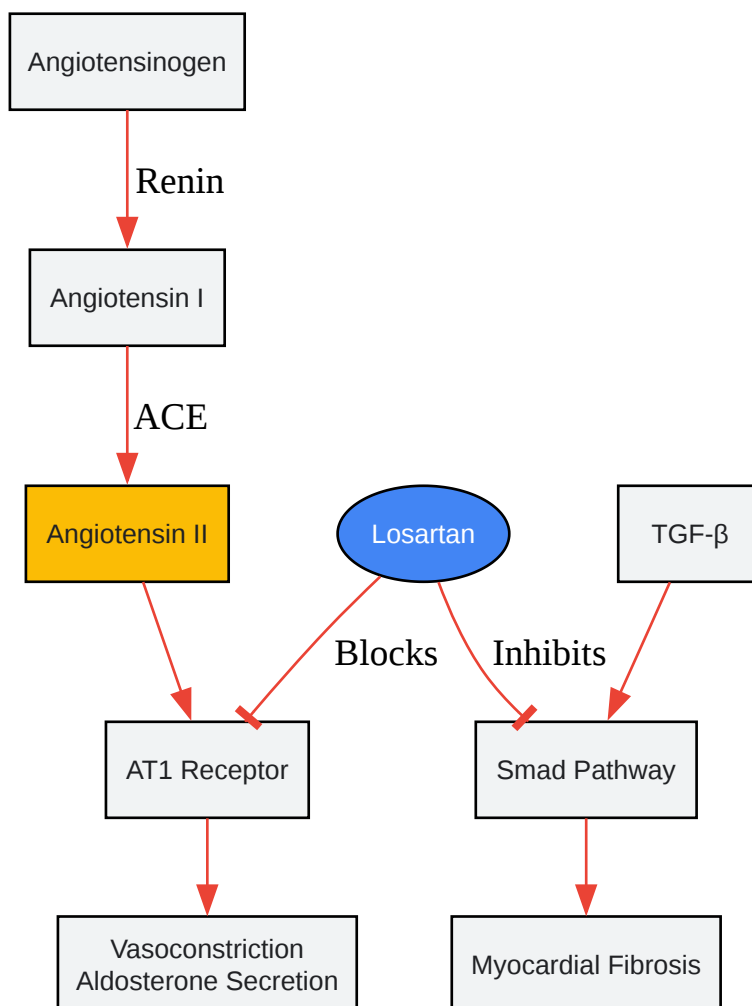 Angiotensinogen
Renin
Angiotensin I
ACE
Angiotensin II
Losartan
TGF-β
Blocks
Inhibits
AT1 Receptor
Smad Pathway
Vasoconstriction
Aldosterone Secretion
Myocardial Fibrosis